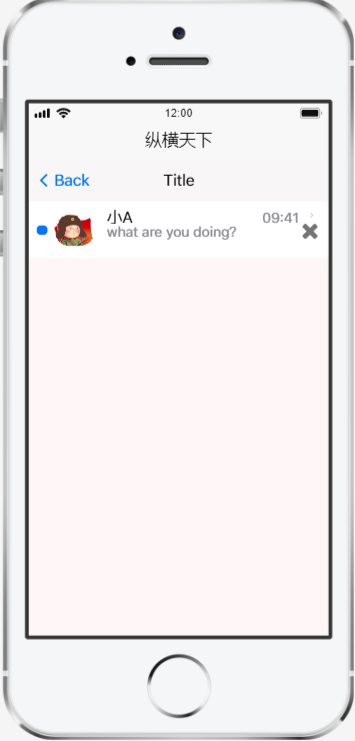 12:00
纵横天下
Back
Title
小A
09:41
what are you doing?